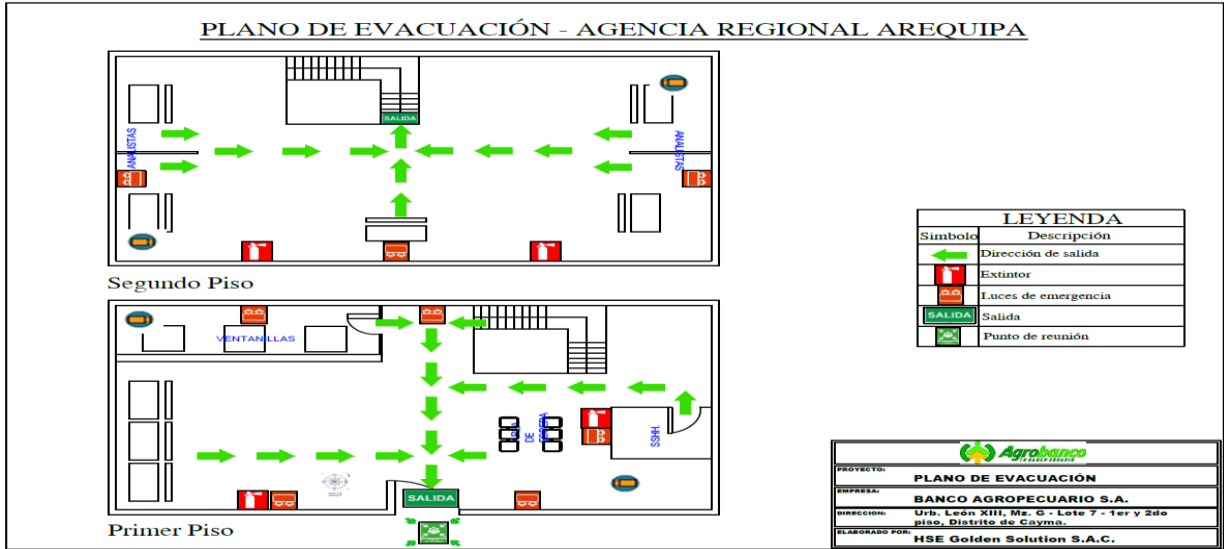 PLANO DE EVACUACIÓN - AGENCIA REGIONAL AREQUIPA
SALIDA
ANALISTAS
ANALISTAS
Segundo Piso
VENTANILLAS
DE
SSHH.
SALIDA
Primer Piso
LEYENDA
Simbolo Descripción
Dirección de salida
Extintor
Luces de emergencia
SALIDA Salida
Punto de reunión
Agrobanco
PROYECTO: PLANO DE EVACUACIÓN
EMPRESA: BANCO AGROPECUARIO S.A.
DIRECCION: Urb. León XIII, Mz. G - Lote 7 - 1er y 2do
piso, Distrito de Cayma.
ELABORADO POR: HSE Golden Solution S.A.C.